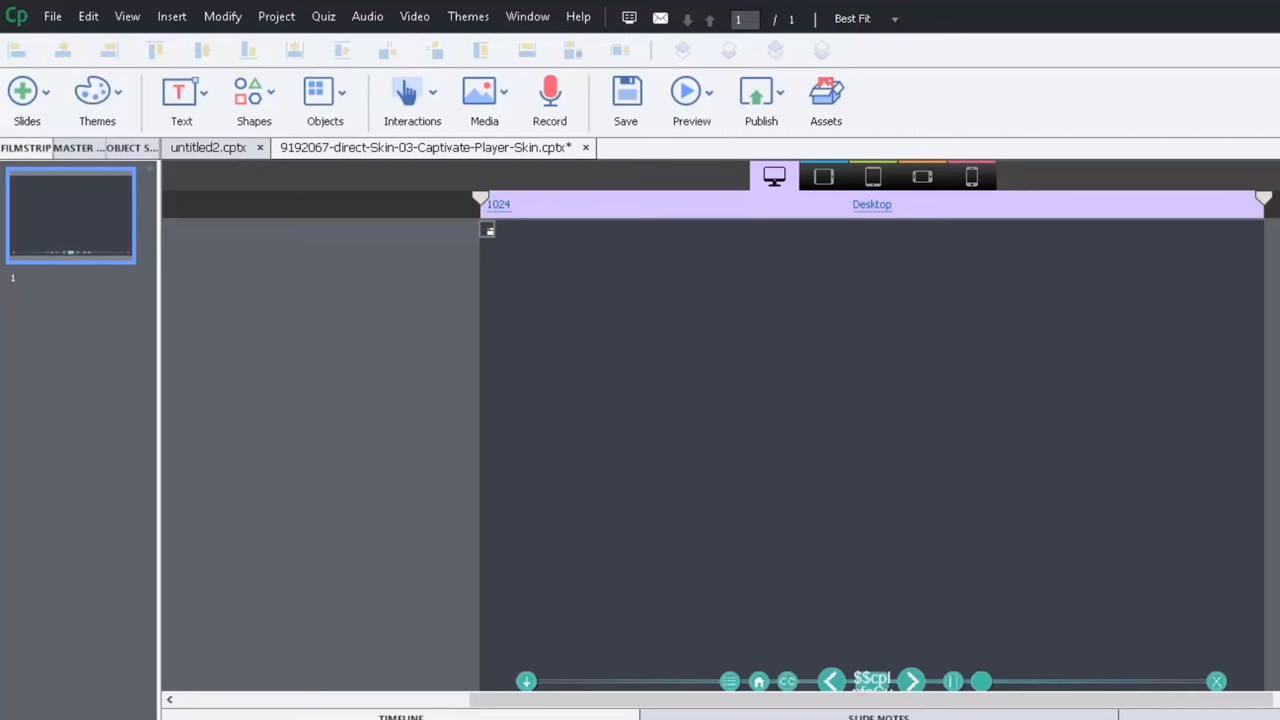 Cp File Edit View Insert Modify Project Quiz Audio Video Themes Window Help 1 / 1 Best Fit
Slides Themes Text Shapes Objects Interactions Media Record Save Preview Publish Assets
FILMSTRIP MASTER ... OBJECT S... untitled2.cptx × 9192067-direct-Skin-03-Captivate-Player-Skin.cptx* ×
1024 Desktop
1
CC $$cpI
TIMELINE SLIDE NOTES